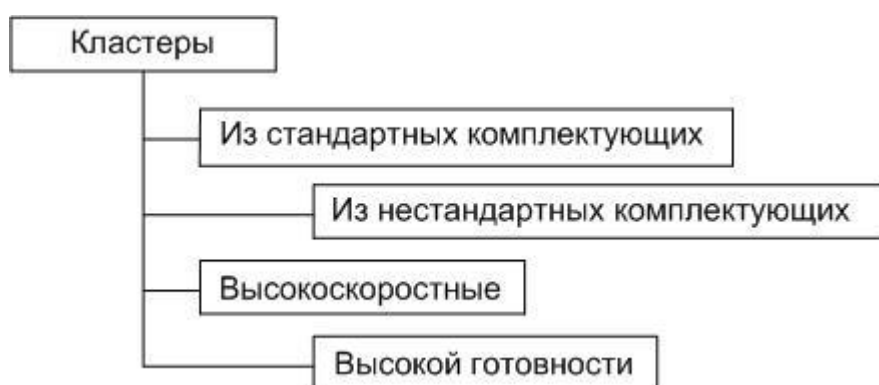 Кластеры
Из стандартных комплектующих
Из нестандартных комплектующих
Высокоскоростные
Высокой готовности